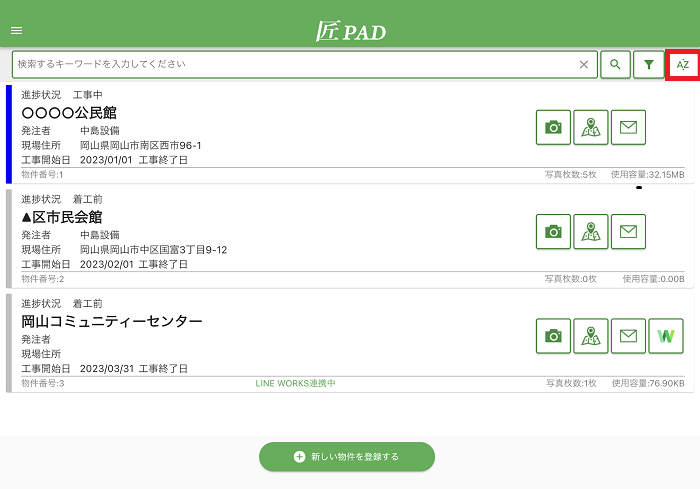 匠PAD
検索するキーワードを入力してください
AZ
進捗状況 工事中
〇〇〇〇公民館
発注者 中島設備
現場住所 岡山県岡山市南区西市96-1
工事開始日 2023/01/01 工事終了日
物件番号:1 写真枚数:5枚 使用容量:32.15MB
進捗状況 着工前
▲区市民会館
発注者 中島設備
現場住所 岡山県岡山市中区国富3丁目9-12
工事開始日 2023/02/01 工事終了日
物件番号:2 写真枚数:0枚 使用容量:0.00B
進捗状況 着工前
岡山コミュニティーセンター
発注者
現場住所
工事開始日 2023/03/31 工事終了日
物件番号:3 LINE WORKS連携中 写真枚数:1枚 使用容量:76.90KB
新しい物件を登録する